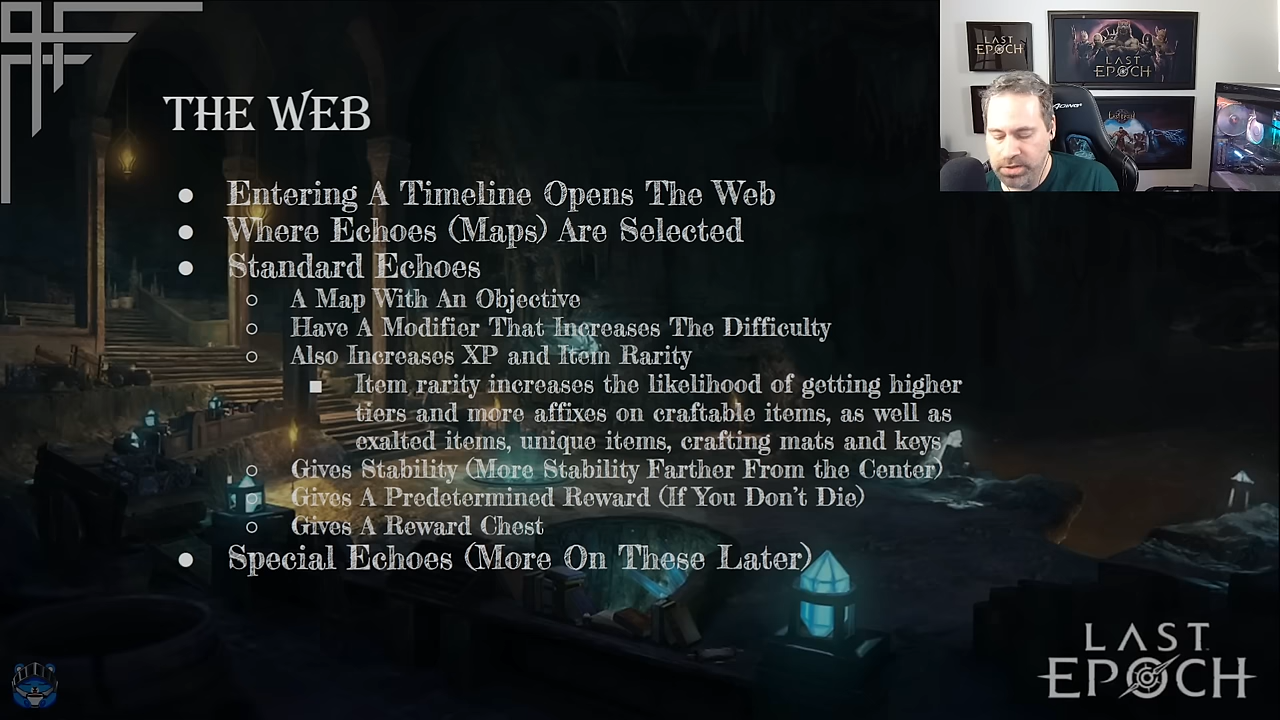 THE WEB
● Entering A Timeline Opens The Web
● Where Echoes (Maps) Are Selected
● Standard Echoes
○ A Map With An Objective
○ Have A Modifier That Increases The Difficulty
○ Also Increases XP and Item Rarity
■ Item rarity increases the likelihood of getting higher
tiers and more affixes on craftable items, as well as
exalted items, unique items, crafting mats and keys
○ Gives Stability (More Stability Farther From the Center)
○ Gives A Predetermined Reward (If You Don't Die)
○ Gives A Reward Chest
● Special Echoes (More On These Later)
LAST
EPOCH
LAST
EPOCH
LAST
EPOCH